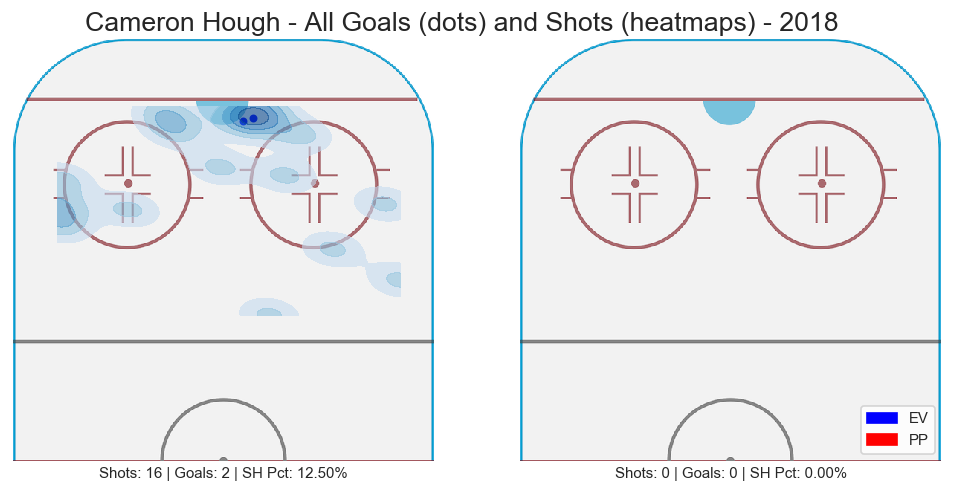 Cameron Hough - All Goals (dots) and Shots (heatmaps) - 2018
EV
PP
Shots: 16 | Goals: 2 | SH Pct: 12.50%
Shots: 0 | Goals: 0 | SH Pct: 0.00%